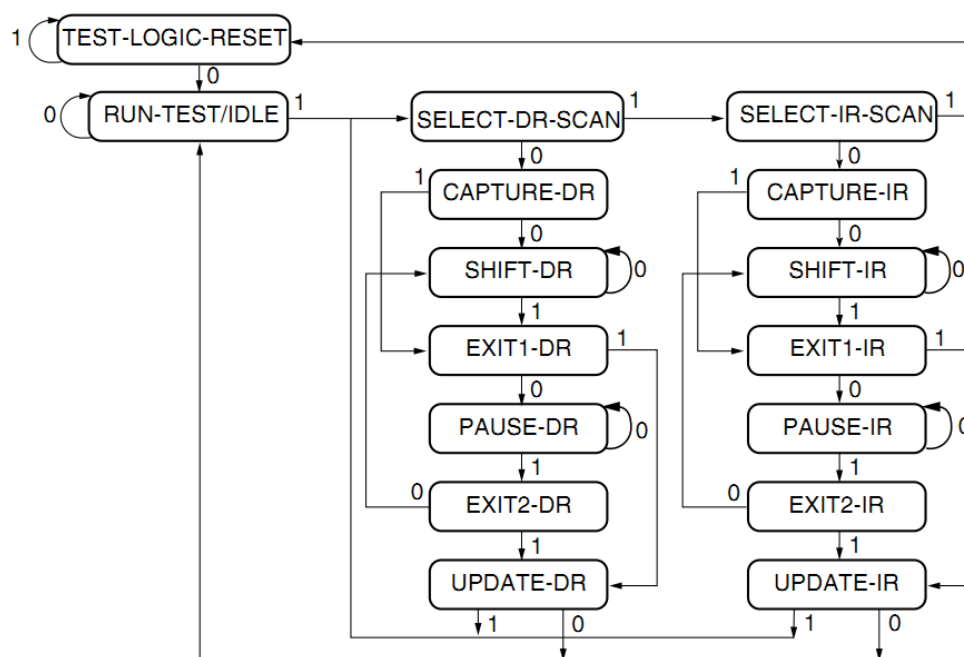 1 TEST-LOGIC-RESET
0
0 RUN-TEST/IDLE 1 SELECT-DR-SCAN 1 SELECT-IR-SCAN 1
0 0
1 CAPTURE-DR 1 CAPTURE-IR
0 0
SHIFT-DR 0 SHIFT-IR 0
1 1
EXIT1-DR 1 EXIT1-IR 1
0 0
PAUSE-DR 0 PAUSE-IR 0
1 1
0 EXIT2-DR 0 EXIT2-IR
1 1
UPDATE-DR UPDATE-IR
1 0 1 0